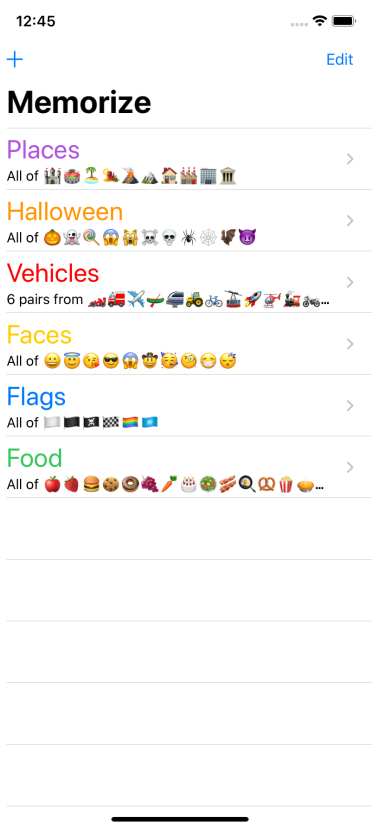 12:45
Edit
Memorize
Places
All of 🏰🏟️🏝️🎠🌋🏔️🏠🏭🏢🏛️
Halloween
All of 🎃👻🍭😱🙀☠️💀🕷️🕸️🦇😈
Vehicles
6 pairs from 🏎️🚒✈️🛶🚙🚜🚲🚡🚀🚁🚂🏍️...
Faces
All of 😀😇😘😎😱🤠🥳🧐😷😴
Flags
All of 🏳️🏴🏴‍☠️🏁🏳️‍🌈🇺🇳
Food
All of 🍎🍓🍔🍪🍩🍇🥕🎂🥗🥓🍳🥨🍿🥧...